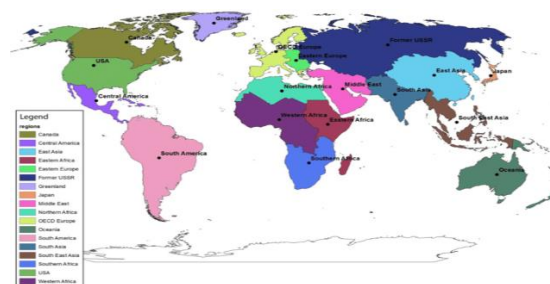 Greenland
Canada
OECD Europe
Former USSR
Eastern Europe
USA
East Asia
Japan
Northern Africa
Middle East
Central America
South Asia
Western Africa
Eastern Africa
South East Asia
South America
Southern Africa
Oceania
Legend
regions
Canada
Central America
East Asia
Eastern Africa
Eastern Europe
Former USSR
Greenland
Japan
Middle East
Northern Africa
OECD Europe
Oceania
South America
South Asia
South East Asia
Southern Africa
USA
Western Africa